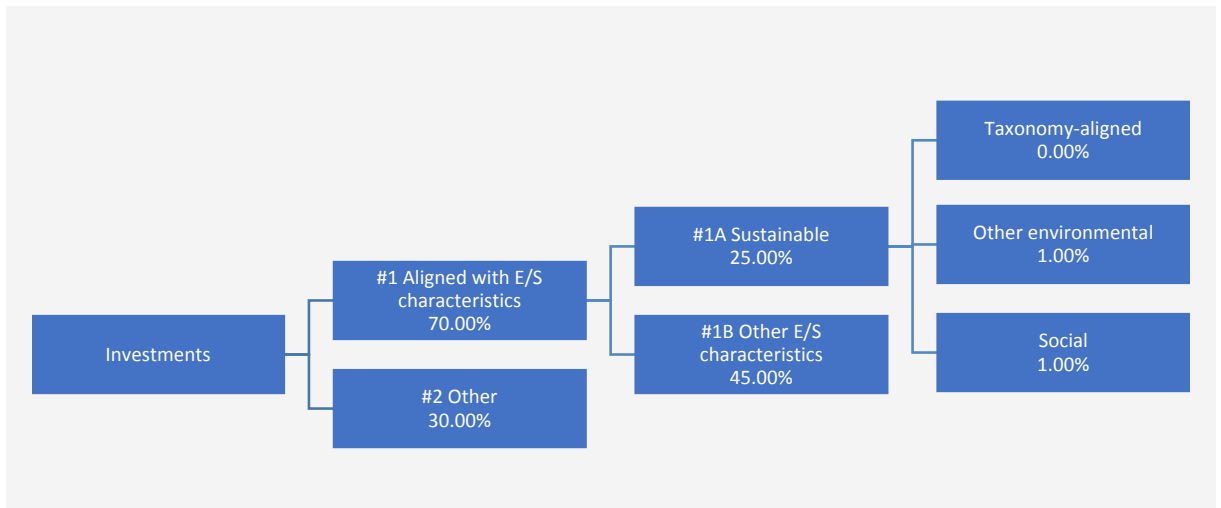 Investments
#1 Aligned with E/S
characteristics
70.00%
#2 Other
30.00%
#1A Sustainable
25.00%
#1B Other E/S
characteristics
45.00%
Taxonomy-aligned
0.00%
Other environmental
1.00%
Social
1.00%